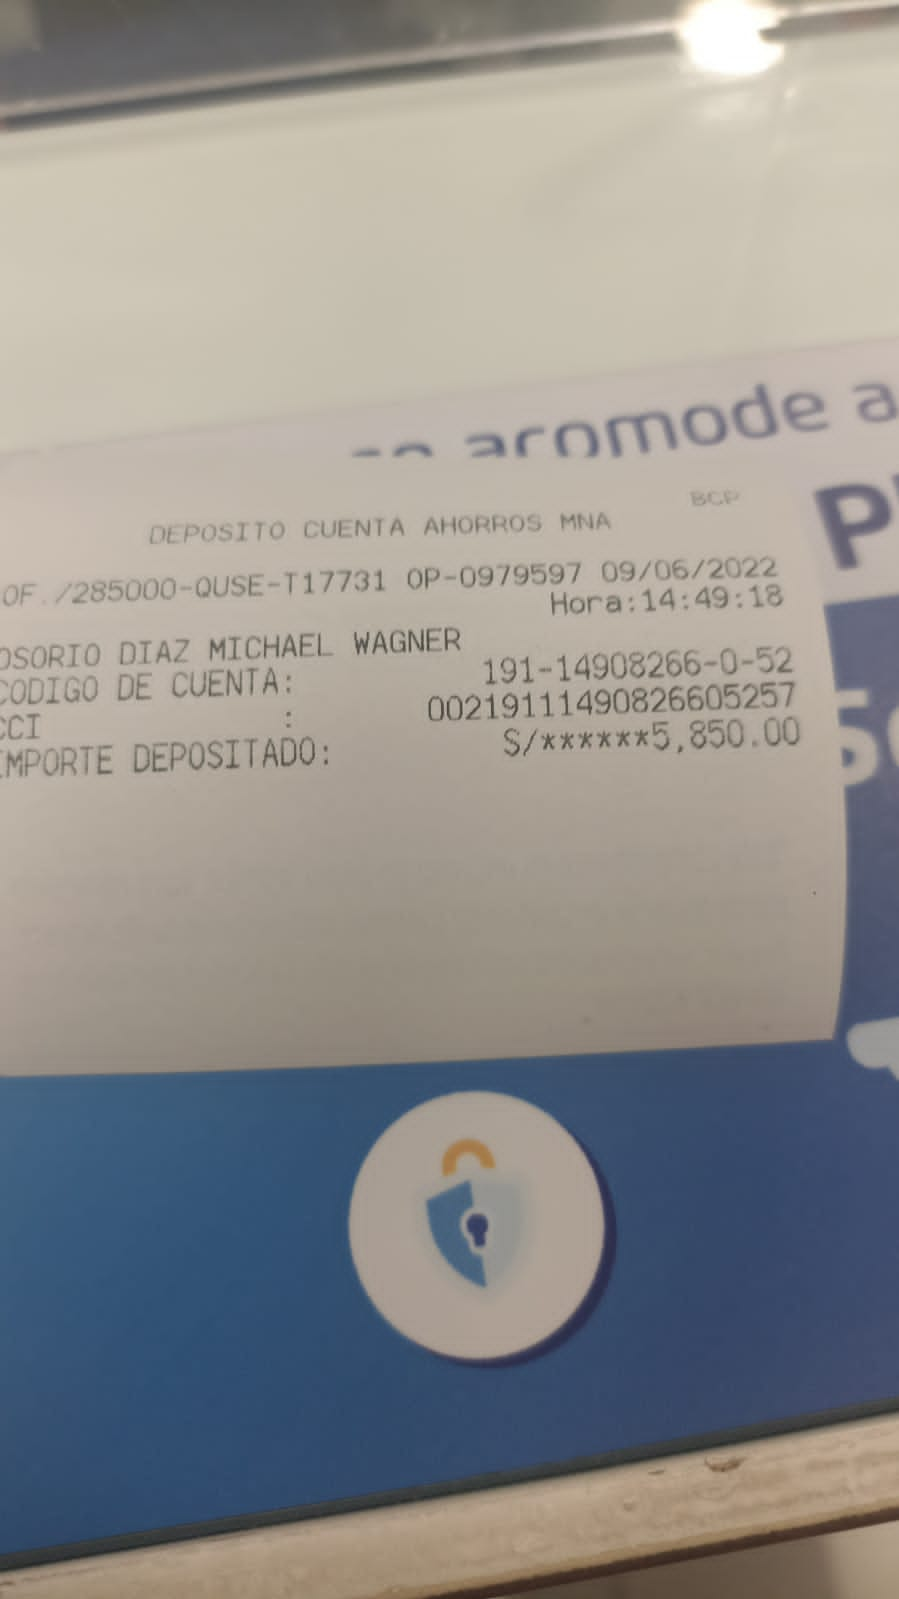 acomode a
P
BCP
DEPOSITO CUENTA AHORROS MNA
OF./285000-QUSE-T17731 OP-0979597 09/06/2022
Hora:14:49:18
OSORIO DIAZ MICHAEL WAGNER
CODIGO DE CUENTA: 191-14908266-0-52
CCI : 00219111490826605257
IMPORTE DEPOSITADO: S/******5,850.00